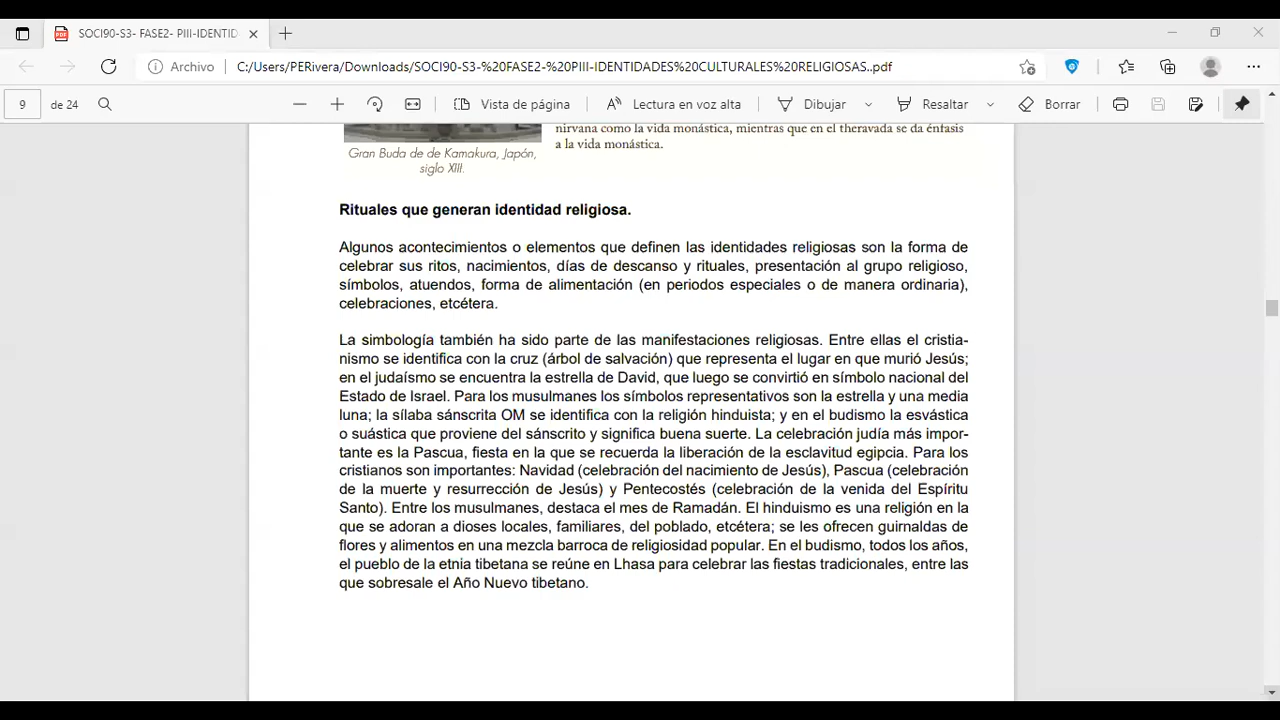 SOCI90-S3- FASE2- PIII-IDENTID
Archivo
C:/Users/PERivera/Downloads/SOCI90-S3-%20FASE2-%20PIII-IDENTIDADES%20CULTURALES%20RELIGIOSAS..pdf
9 de 24
Vista de página
Lectura en voz alta
Dibujar
Resaltar
Borrar
nirvana como la vida monástica, mientras que en el theravada se da énfasis
a la vida monástica.
Gran Buda de de Kamakura, Japón,
siglo XIII.
Rituales que generan identidad religiosa.
Algunos acontecimientos o elementos que definen las identidades religiosas son la forma de
celebrar sus ritos, nacimientos, días de descanso y rituales, presentación al grupo religioso,
símbolos, atuendos, forma de alimentación (en periodos especiales o de manera ordinaria),
celebraciones, etcétera.
La simbología también ha sido parte de las manifestaciones religiosas. Entre ellas el cristia-
nismo se identifica con la cruz (árbol de salvación) que representa el lugar en que murió Jesús;
en el judaísmo se encuentra la estrella de David, que luego se convirtió en símbolo nacional del
Estado de Israel. Para los musulmanes los símbolos representativos son la estrella y una media
luna; la sílaba sánscrita OM se identifica con la religión hinduista; y en el budismo la esvástica
o suástica que proviene del sánscrito y significa buena suerte. La celebración judía más impor-
tante es la Pascua, fiesta en la que se recuerda la liberación de la esclavitud egipcia. Para los
cristianos son importantes: Navidad (celebración del nacimiento de Jesús), Pascua (celebración
de la muerte y resurrección de Jesús) y Pentecostés (celebración de la venida del Espíritu
Santo). Entre los musulmanes, destaca el mes de Ramadán. El hinduismo es una religión en la
que se adoran a dioses locales, familiares, del poblado, etcétera; se les ofrecen guirnaldas de
flores y alimentos en una mezcla barroca de religiosidad popular. En el budismo, todos los años,
el pueblo de la etnia tibetana se reúne en Lhasa para celebrar las fiestas tradicionales, entre las
que sobresale el Año Nuevo tibetano.